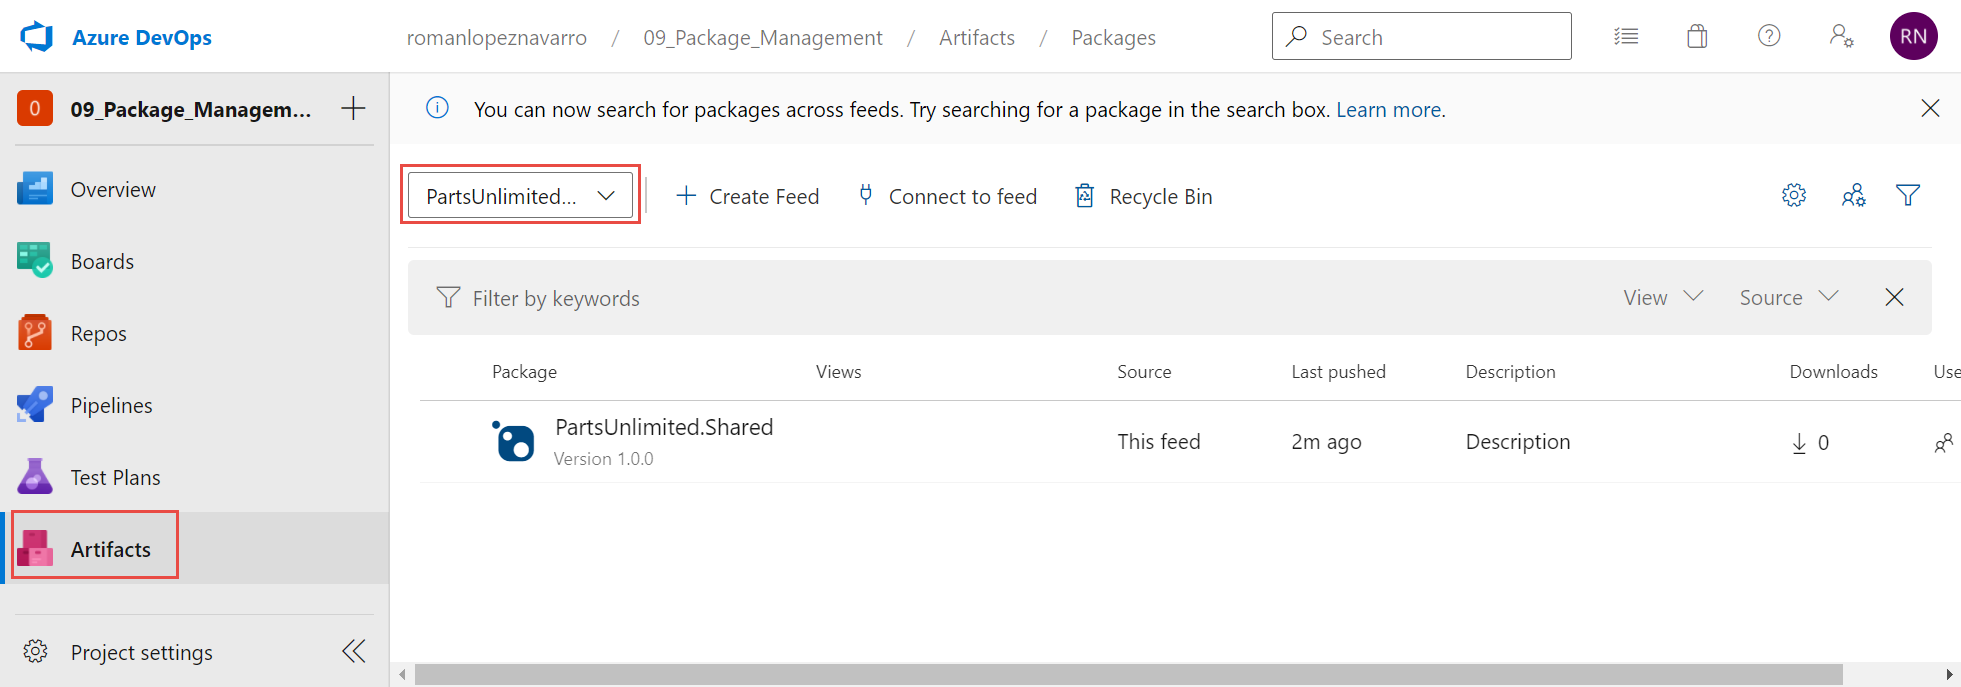 Azure DevOps
romanlopeznavarro / 09_Package_Management / Artifacts / Packages
Search
RN
0 09_Package_Managem...
You can now search for packages across feeds. Try searching for a package in the search box. Learn more.
Overview
Boards
Repos
Pipelines
Test Plans
Artifacts
Project settings
PartsUnlimited...
Create Feed
Connect to feed
Recycle Bin
Filter by keywords
View
Source
Package Views Source Last pushed Description Downloads Use
PartsUnlimited.Shared This feed 2m ago Description 0
Version 1.0.0